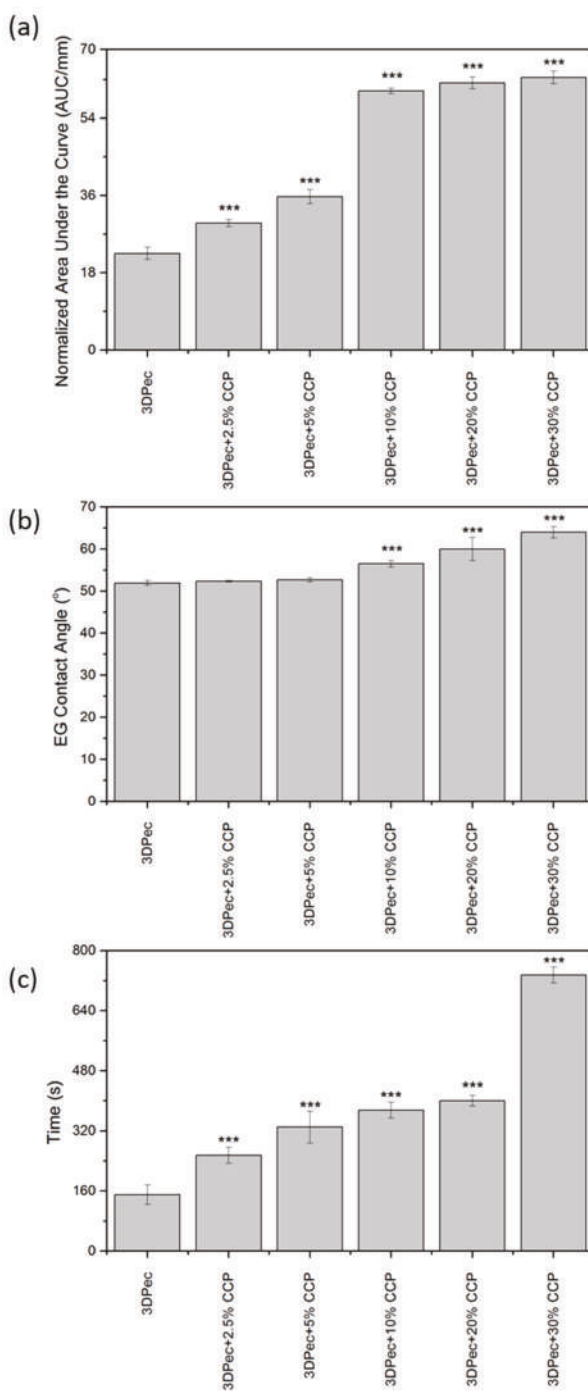 (a)
Normalized Area Under the Curve (AUC/mm)
70
54
36
18
0
***
***
***
***
***
3DPec
3DPec+2.5% CCP
3DPec+5% CCP
3DPec+10% CCP
3DPec+20% CCP
3DPec+30% CCP
(b)
EG Contact Angle (°)
70
60
50
40
30
20
10
0
***
***
***
3DPec
3DPec+2.5% CCP
3DPec+5% CCP
3DPec+10% CCP
3DPec+20% CCP
3DPec+30% CCP
(c)
Time (s)
800
640
480
320
160
0
***
***
***
***
***
3DPec
3DPec+2.5% CCP
3DPec+5% CCP
3DPec+10% CCP
3DPec+20% CCP
3DPec+30% CCP